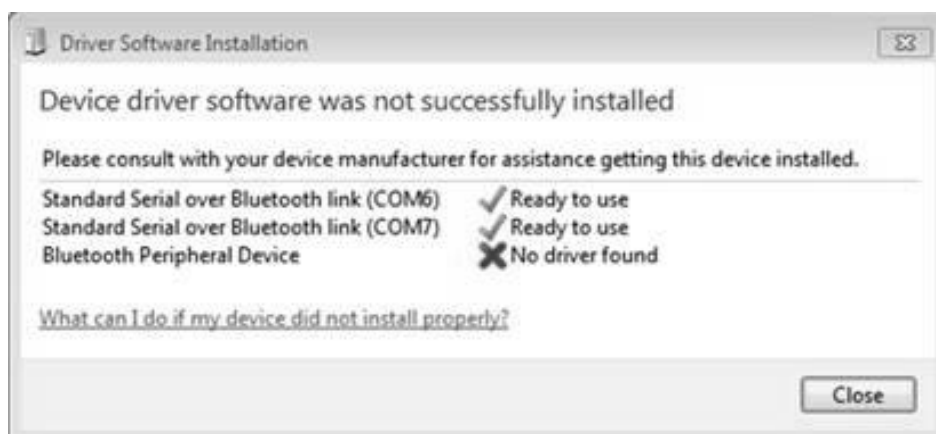 Driver Software Installation
Device driver software was not successfully installed
Please consult with your device manufacturer for assistance getting this device installed.
Standard Serial over Bluetooth link (COM6) Ready to use
Standard Serial over Bluetooth link (COM7) Ready to use
Bluetooth Peripheral Device No driver found
What can I do if my device did not install properly?
Close